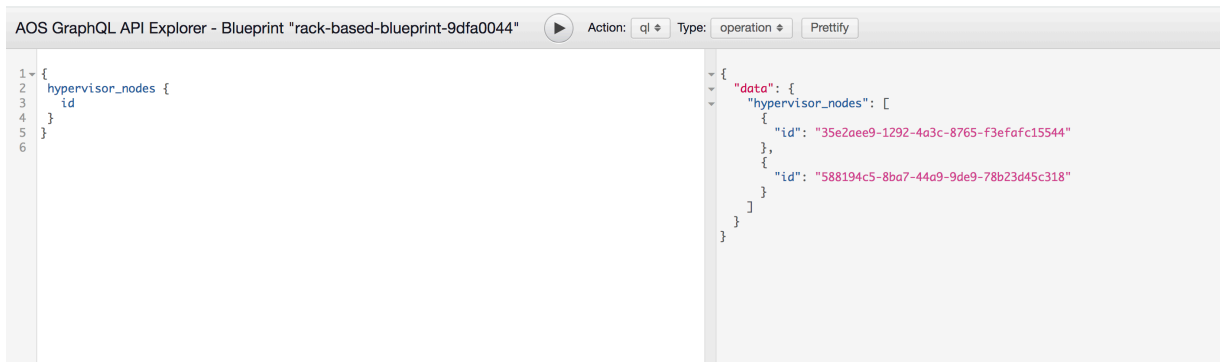 AOS GraphQL API Explorer - Blueprint "rack-based-blueprint-9dfa0044" Action: ql Type: operation Prettify
1 {
2 hypervisor_nodes {
3 id
4 }
5 }
6
{
"data": {
"hypervisor_nodes": [
{
"id": "35e2aee9-1292-4a3c-8765-f3efafc15544"
},
{
"id": "588194c5-8ba7-44a9-9de9-78b23d45c318"
}
]
}
}